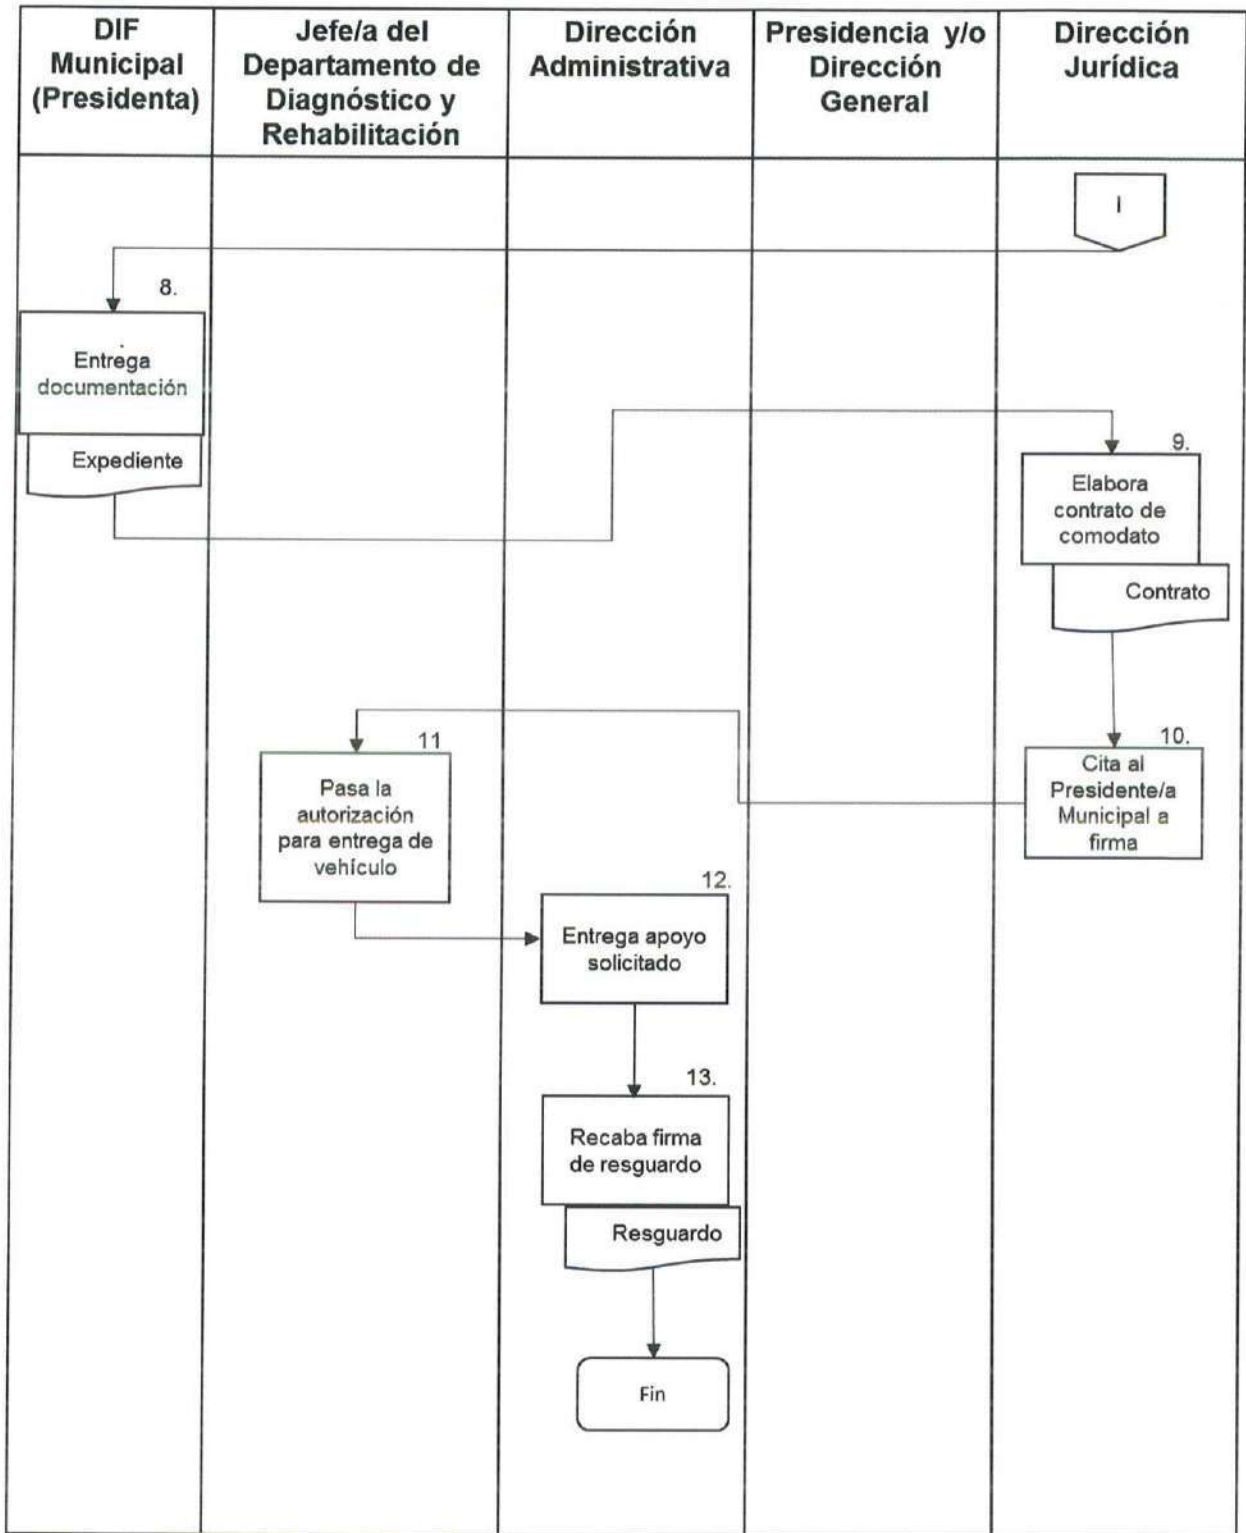 DIF
Municipal
(Presidenta)
Jefe/a del
Departamento de
Diagnóstico y
Rehabilitación
Dirección
Administrativa
Presidencia y/o
Dirección
General
Dirección
Jurídica
I
8.
Entrega
documentación
Expediente
9.
Elabora
contrato de
comodato
Contrato
10.
Cita al
Presidente/a
Municipal a
firma
11
Pasa la
autorización
para entrega de
vehículo
12.
Entrega apoyo
solicitado
13.
Recaba firma
de resguardo
Resguardo
Fin